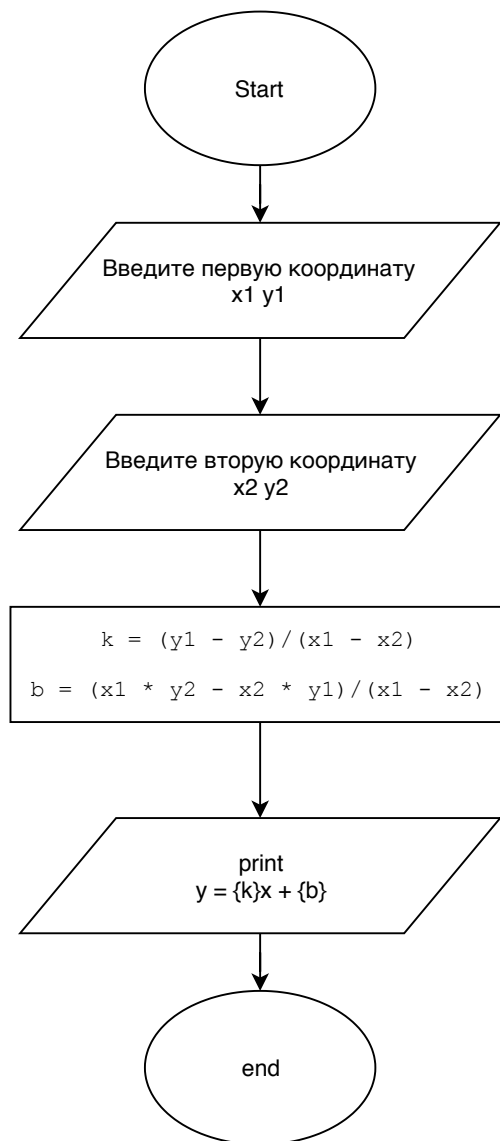 Start
Введите первую координату
x1 y1
Введите вторую координату
x2 y2
k = (y1 - y2)/(x1 - x2)
b = (x1 * y2 - x2 * y1)/(x1 - x2)
print
y = {k}x + {b}
end